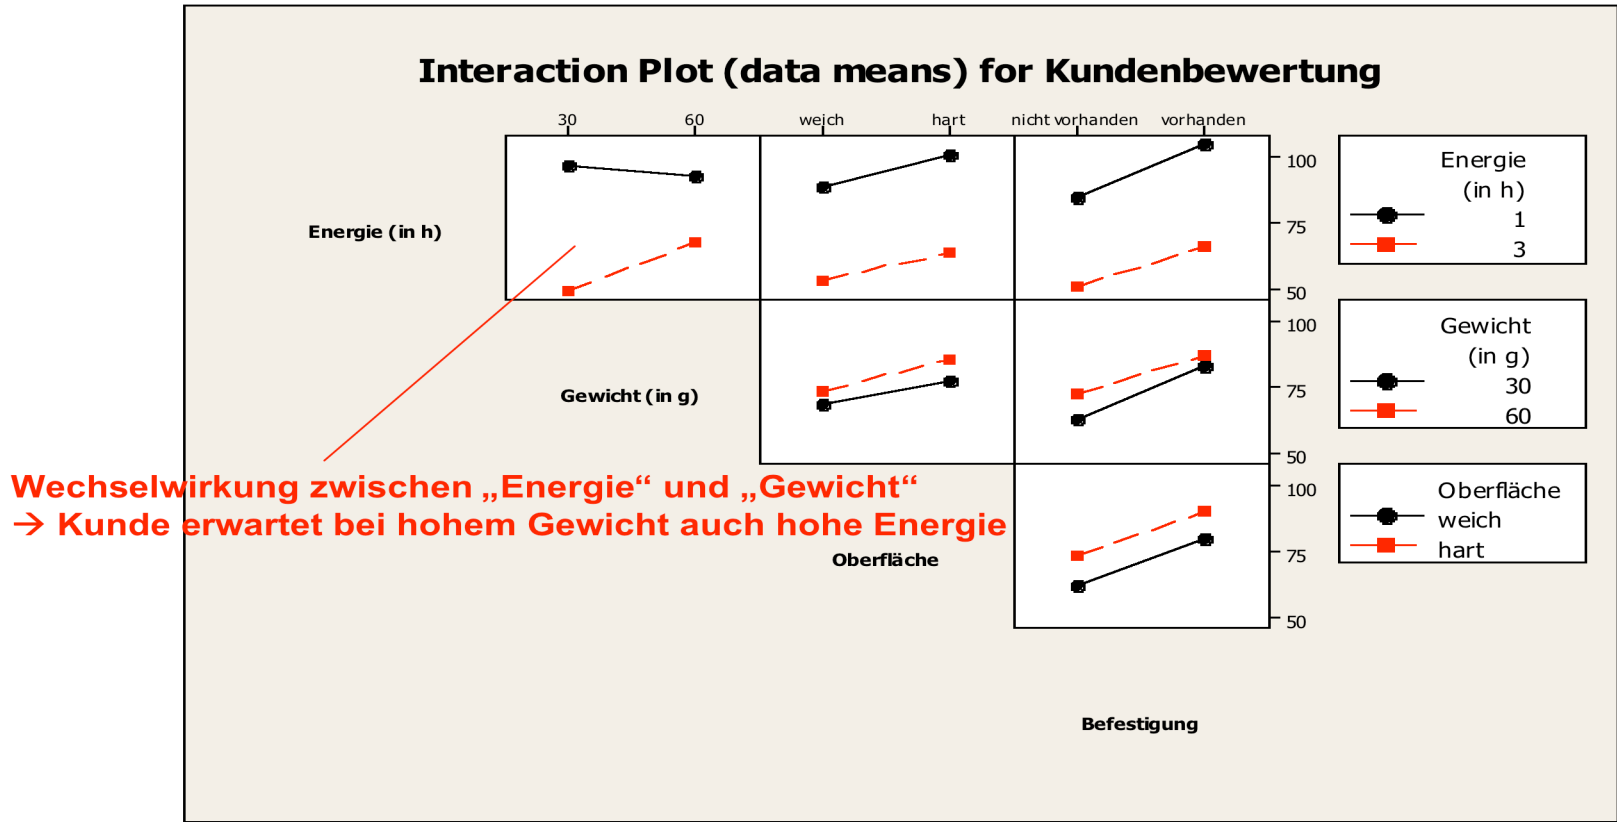 Interaction Plot (data means) for Kundenbewertung
30 60 weich hart nicht vorhanden vorhanden
Energie (in h)
100
75
50
Energie
(in h)
1
3
Gewicht (in g)
100
75
50
Gewicht
(in g)
30
60
Wechselwirkung zwischen „Energie“ und „Gewicht“
→ Kunde erwartet bei hohem Gewicht auch hohe Energie
Oberfläche
100
75
50
Oberfläche
weich
hart
Befestigung